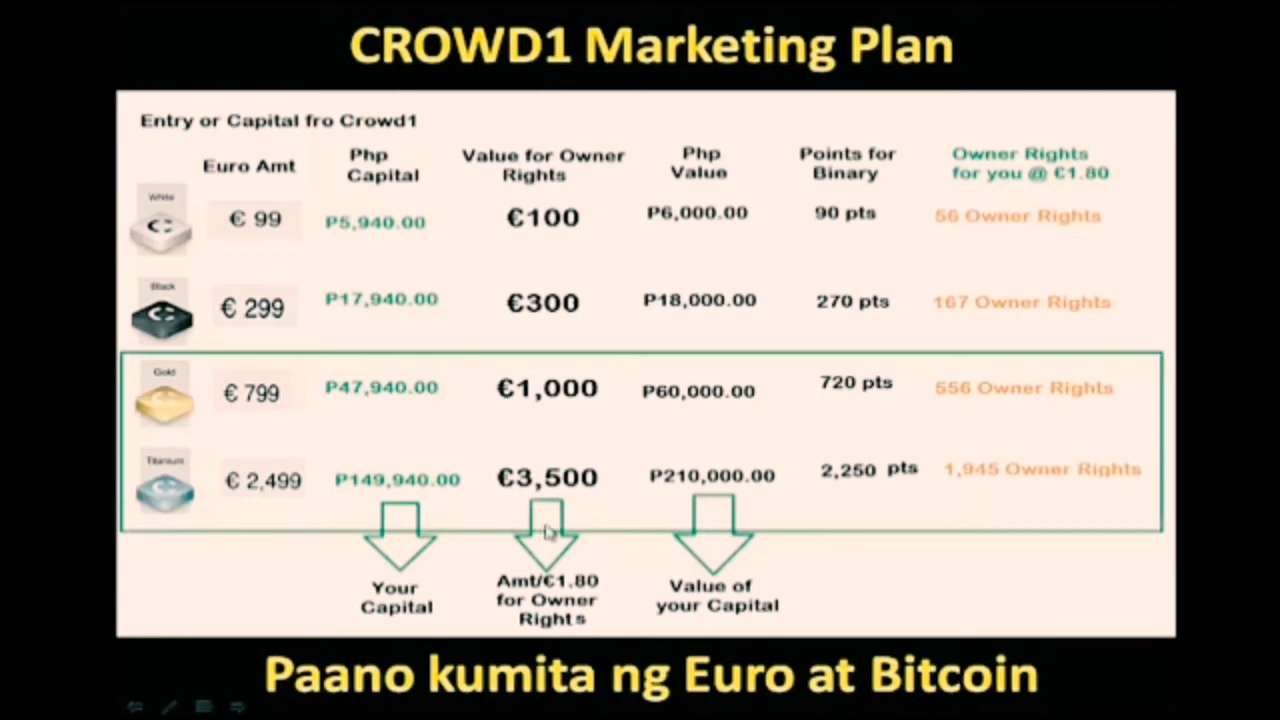 CROWD1 Marketing Plan
Entry or Capital fro Crowd1
Euro Amt
Php
Capital
Value for Owner
Rights
Php
Value
Points for
Binary
Owner Rights
for you @ €1.80
White
€ 99
P5,940.00
€100
P6,000.00
90 pts
56 Owner Rights
Black
€ 299
P17,940.00
€300
P18,000.00
270 pts
167 Owner Rights
Gold
€ 799
P47,940.00
€1,000
P60,000.00
720 pts
556 Owner Rights
Titanium
€ 2,499
P149,940.00
€3,500
P210,000.00
2,250 pts
1,945 Owner Rights
Your
Capital
Amt/€1.80
for Owner
Rights
Value of
your Capital
Paano kumita ng Euro at Bitcoin